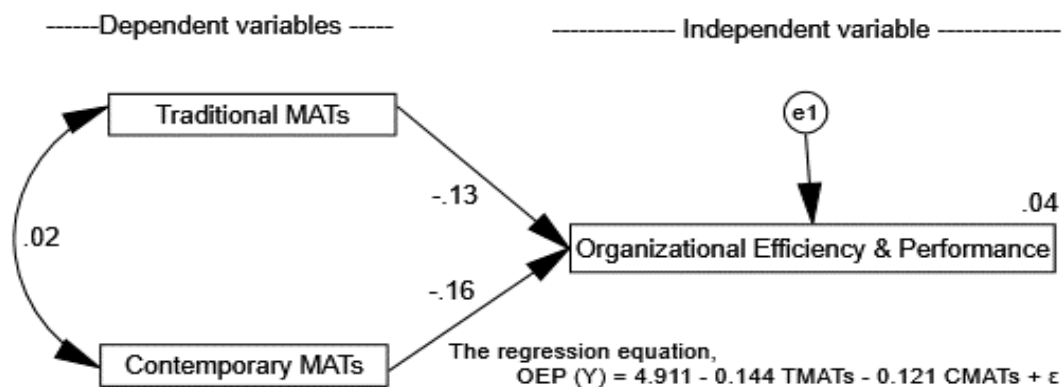 ------Dependent variables -----
-------------- Independent variable --------------
Traditional MATs
e1
-.13
.04
.02
Organizational Efficiency & Performance
-.16
Contemporary MATs
The regression equation,
OEP (Y) = 4.911 - 0.144 TMATs - 0.121 CMATs + ε